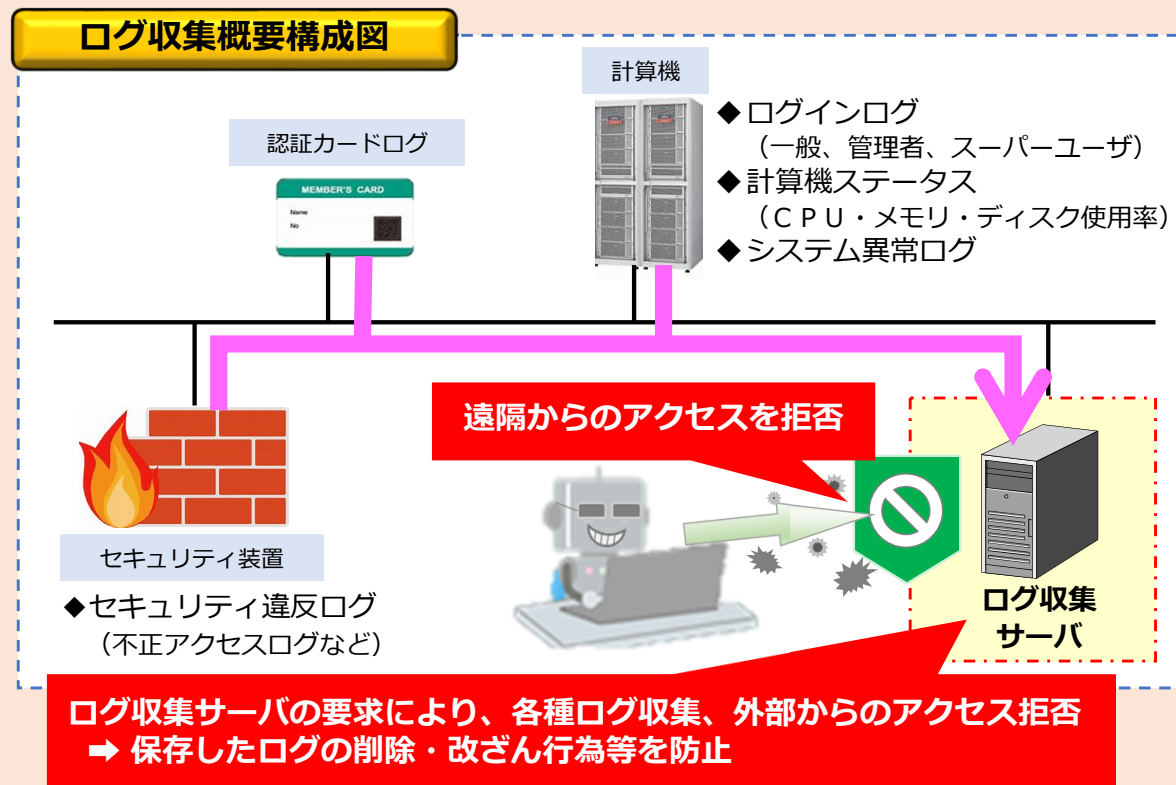 ログ収集概要構成図
計算機
◆ログインログ
（一般、管理者、スーパーユーザ）
◆計算機ステータス
（ＣＰＵ・メモリ・ディスク使用率）
◆システム異常ログ
認証カードログ
MEMBER'S CARD
Name
No
遠隔からのアクセスを拒否
セキュリティ装置
◆セキュリティ違反ログ
（不正アクセスログなど）
ログ収集
サーバ
ログ収集サーバの要求により、各種ログ収集、外部からのアクセス拒否
➡ 保存したログの削除・改ざん行為等を防止